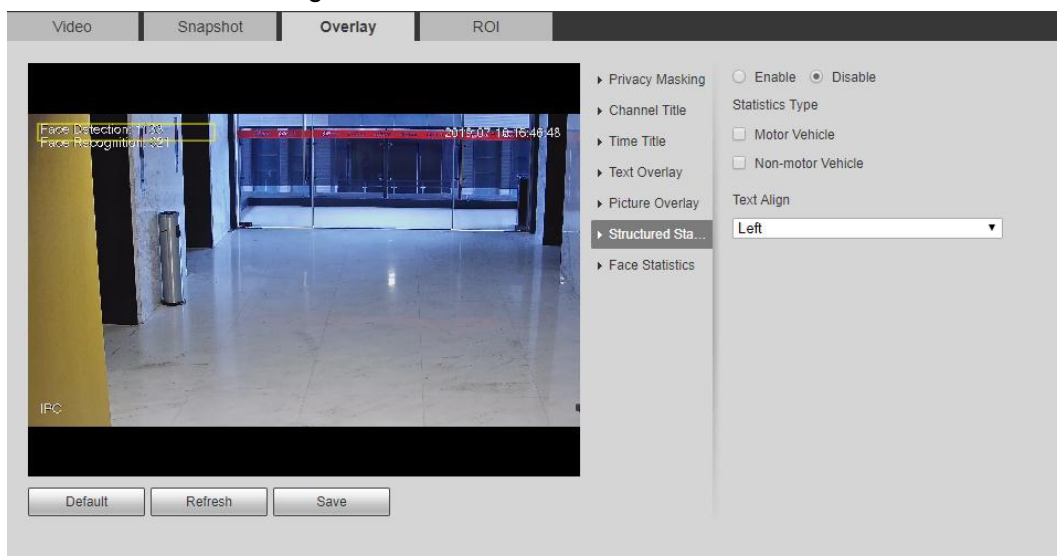 Video
Snapshot
Overlay
ROI
Face Detection:
Face Recognition: 321
2019-07-16 16:46:48
IPC
Privacy Masking
Channel Title
Time Title
Text Overlay
Picture Overlay
Structured Sta...
Face Statistics
Enable
Disable
Statistics Type
Motor Vehicle
Non-motor Vehicle
Text Align
Left
Default
Refresh
Save